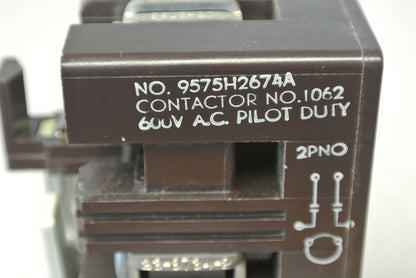 NO. 9575H2674A
CONTACTOR NO.1062
600V A.C. PILOT DUTY
2PNO